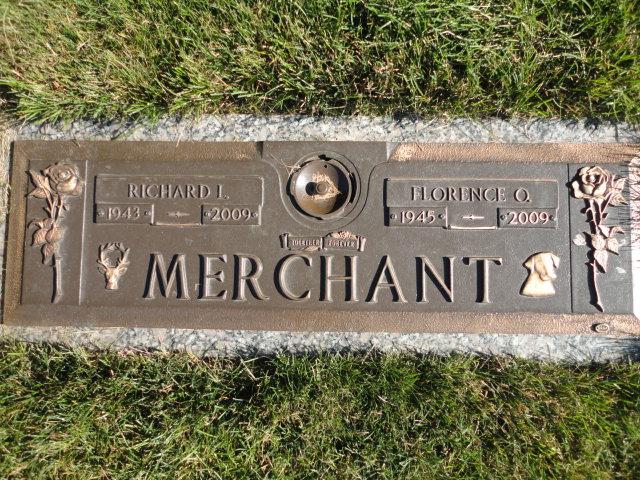 RICHARD L.
1943 2009
FLORENCE O.
1945 2009
TOGETHER FOREVER
MERCHANT